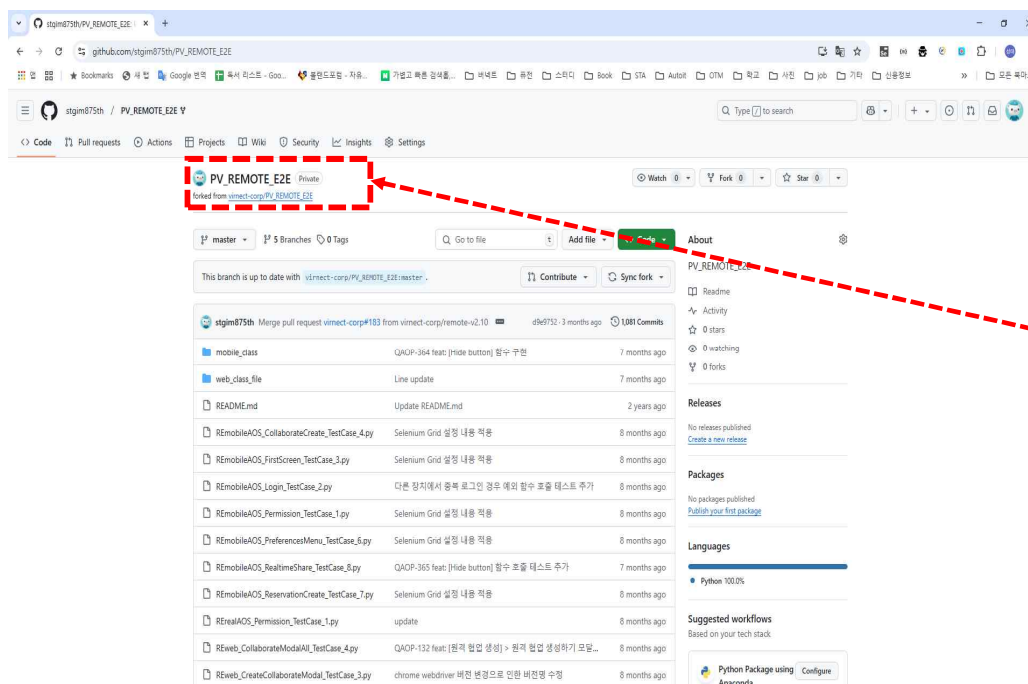 stgim875th/PV_REMOTE_E2E
github.com/stgim875th/PV_REMOTE_E2E
앱 Bookmarks 새 탭 Google 번역 독서 리스트 - Goo... 블렌드포럼 - 자유... 가볍고 빠른 검색툴... 버넥트 퓨전 스터디 Book STA Autoit OTM 학교 사진 job 기타 신용정보 » 모든 북마
stgim875th / PV_REMOTE_E2E
Type / to search
Code Pull requests Actions Projects Wiki Security Insights Settings
PV_REMOTE_E2E Private
Watch 0 Fork 0 Star 0
forked from virnect-corp/PV_REMOTE_E2E
master 5 Branches 0 Tags Go to file t Add file Code
About
PV_REMOTE_E2E
This branch is up to date with virnect-corp/PV_REMOTE_E2E:master .
Contribute Sync fork
Readme
Activity
0 stars
0 watching
0 forks
stgim875th Merge pull request virnect-corp#183 from virnect-corp/remote-v2.10 d9e9752 · 3 months ago 1,081 Commits
mobile_class QAOP-364 feat: [Hide button] 함수 구현 7 months ago
web_class_file Line update 7 months ago
README.md Update README.md 2 years ago
REmobileAOS_CollaborateCreate_TestCase_4.py Selenium Grid 설정 내용 적용 8 months ago
REmobileAOS_FirstScreen_TestCase_3.py Selenium Grid 설정 내용 적용 8 months ago
REmobileAOS_Login_TestCase_2.py 다른 장치에서 중복 로그인 경우 예외 함수 호출 테스트 추가 8 months ago
REmobileAOS_Permission_TestCase_1.py Selenium Grid 설정 내용 적용 8 months ago
REmobileAOS_PreferencesMenu_TestCase_6.py Selenium Grid 설정 내용 적용 8 months ago
REmobileAOS_RealtimeShare_TestCase_8.py QAOP-365 feat: [Hide button] 함수 호출 테스트 추가 7 months ago
REmobileAOS_ReservationCreate_TestCase_7.py Selenium Grid 설정 내용 적용 8 months ago
RErealAOS_Permission_TestCase_1.py update 8 months ago
REweb_CollaborateModalAll_TestCase_4.py QAOP-132 feat: [원격 협업 생성] > 원격 협업 생성하기 모달... 8 months ago
REweb_CreateCollaborateModal_TestCase_3.py chrome webdriver 버전 변경으로 인한 버전명 수정 8 months ago
Releases
No releases published
Create a new release
Packages
No packages published
Publish your first package
Languages
Python 100.0%
Suggested workflows
Based on your tech stack
Python Package using Anaconda
Configure